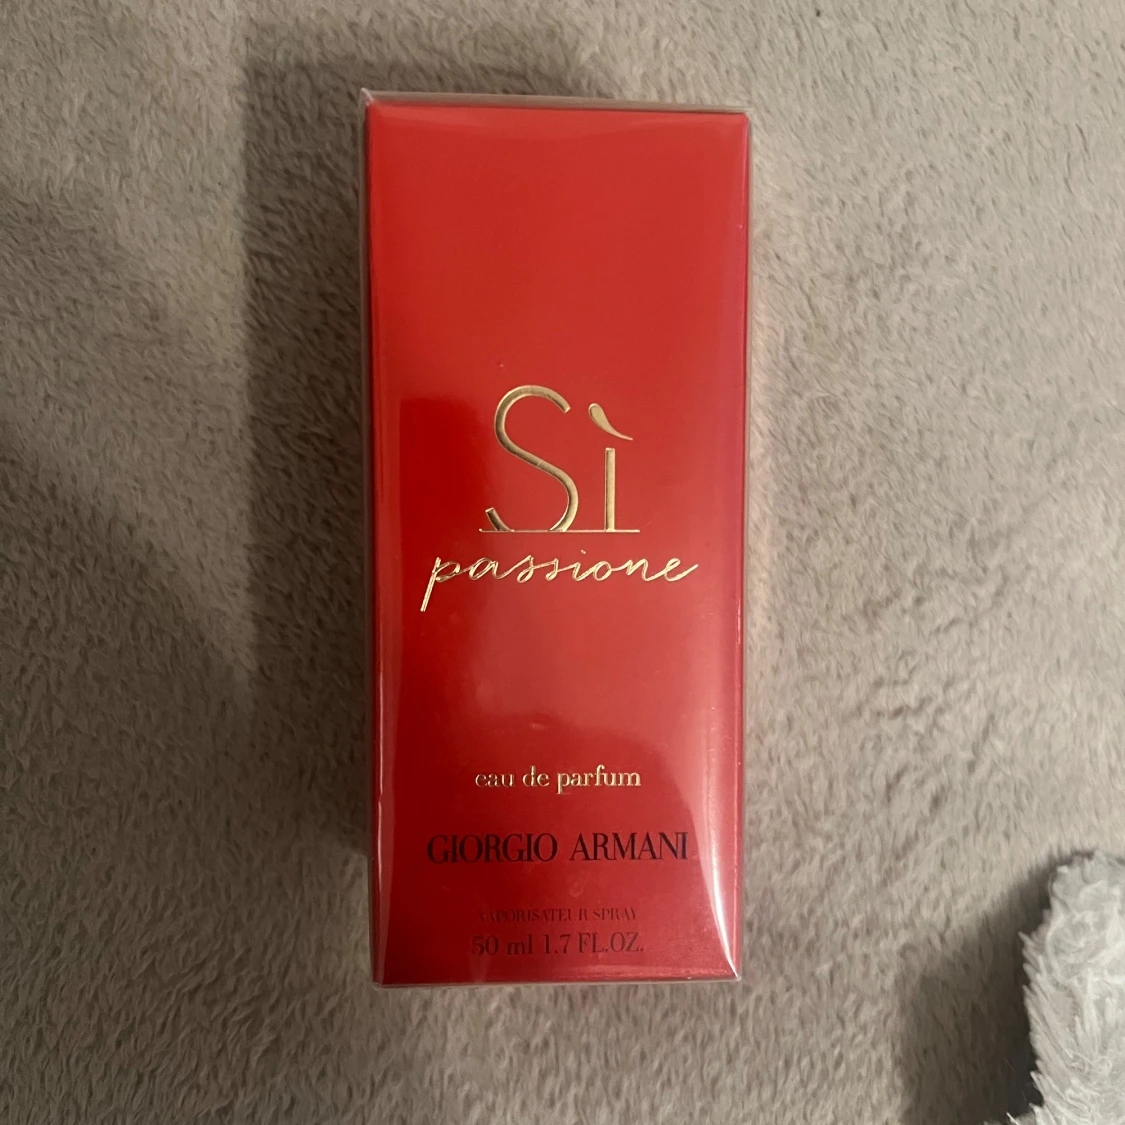 Sì
passione
eau de parfum
GIORGIO ARMANI
VAPORISATEUR SPRAY
50 ml 1.7 FL.OZ.